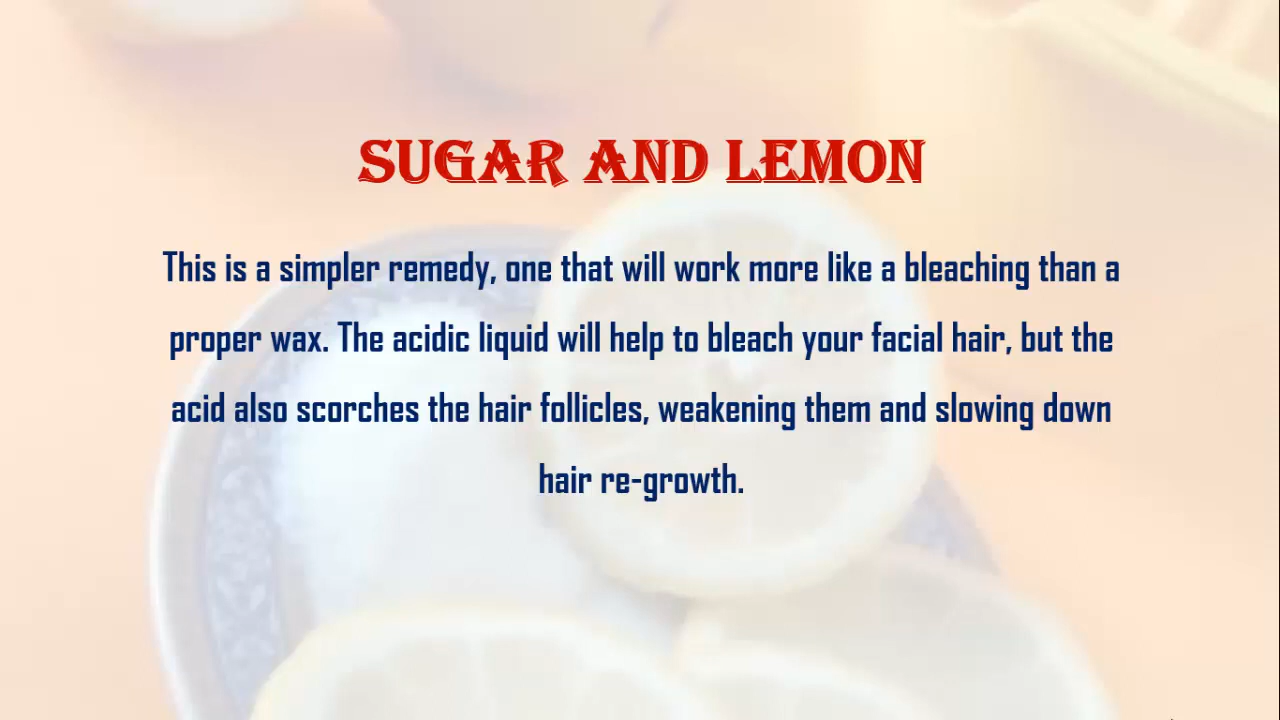 SUGAR AND LEMON
This is a simpler remedy, one that will work more like a bleaching than a
proper wax. The acidic liquid will help to bleach your facial hair, but the
acid also scorches the hair follicles, weakening them and slowing down
hair re-growth.